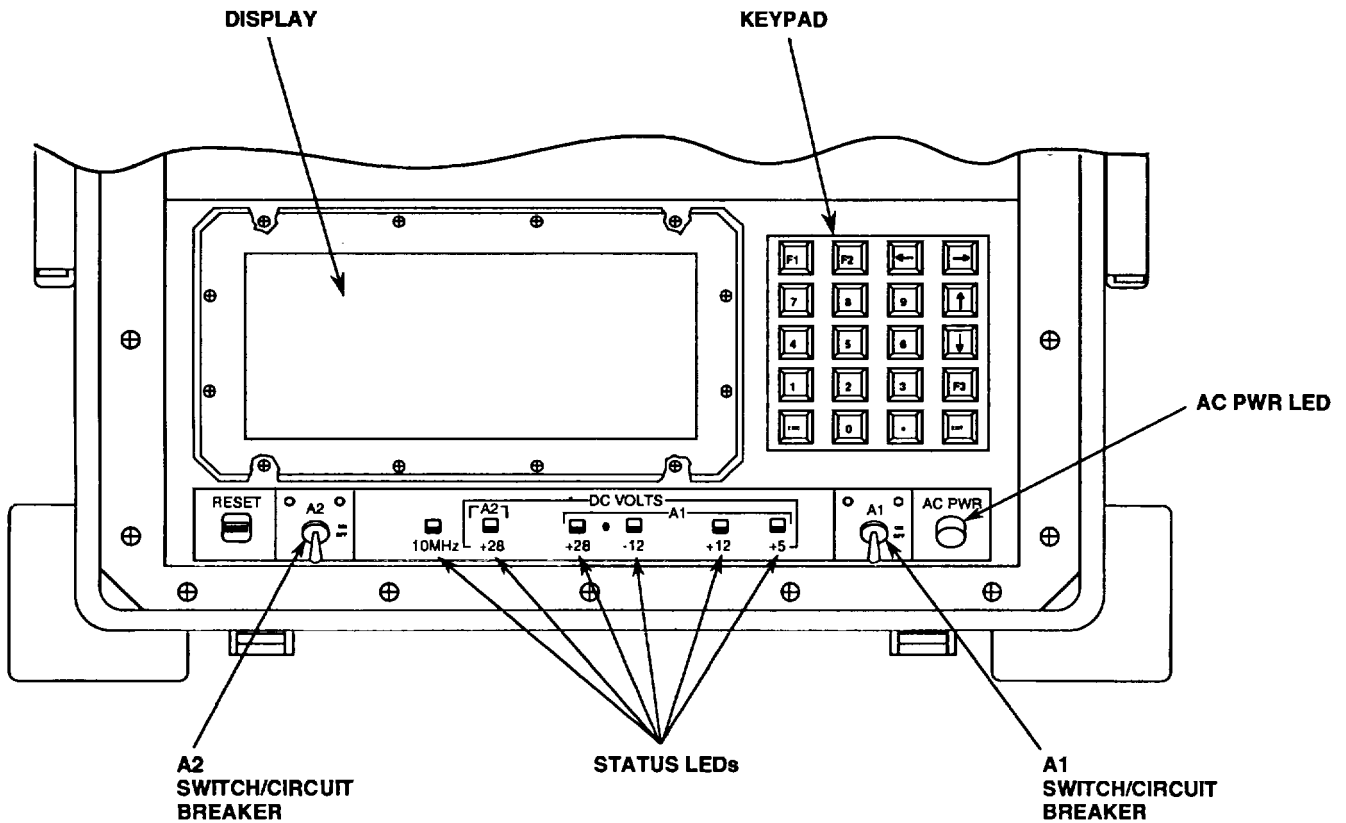 DISPLAY
KEYPAD
F1 F2 ← →
7 8 9 ↑
4 5 6 ↓
1 2 3 F3
0
AC PWR LED
RESET
A2
10MHz
DC VOLTS
A2
A1
+28
+28
-12
+12
+5
A1
AC PWR
A2
SWITCH/CIRCUIT
BREAKER
STATUS LEDs
A1
SWITCH/CIRCUIT
BREAKER